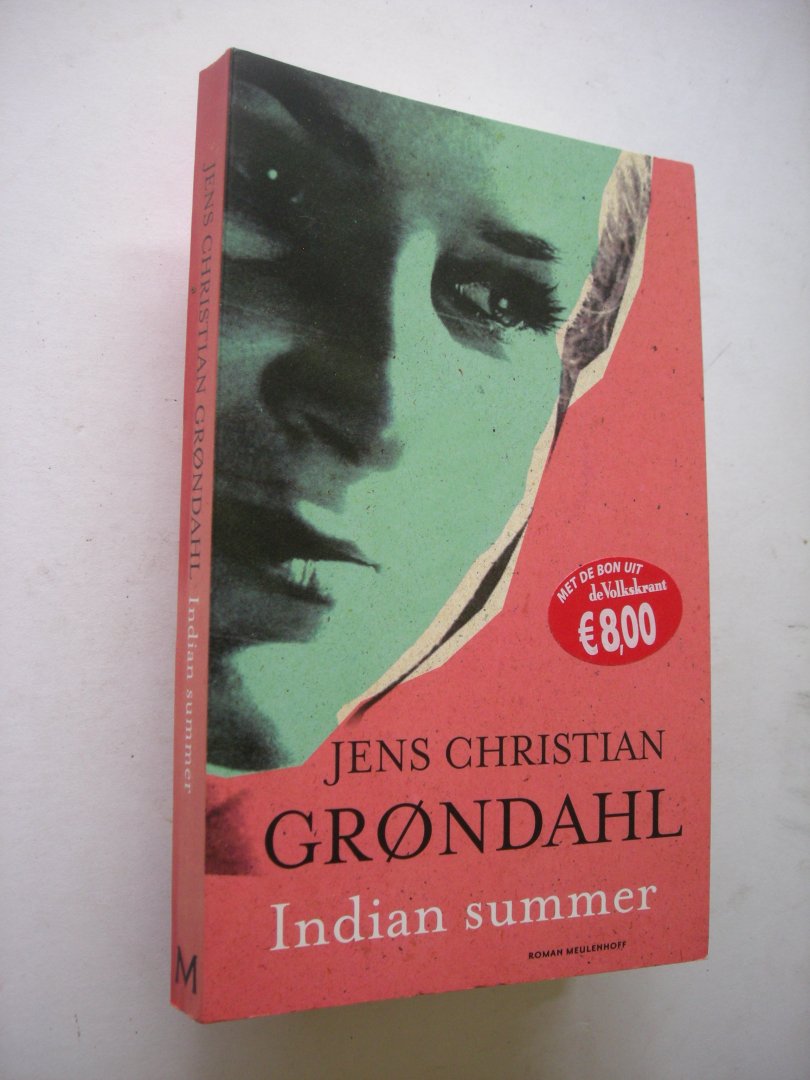 JENS CHRISTIAN GRØNDAHL Indian summer
M
MET DE BON UIT
de Volkskrant
€8,00
JENS CHRISTIAN
GRØNDAHL
Indian summer
ROMAN MEULENHOFF